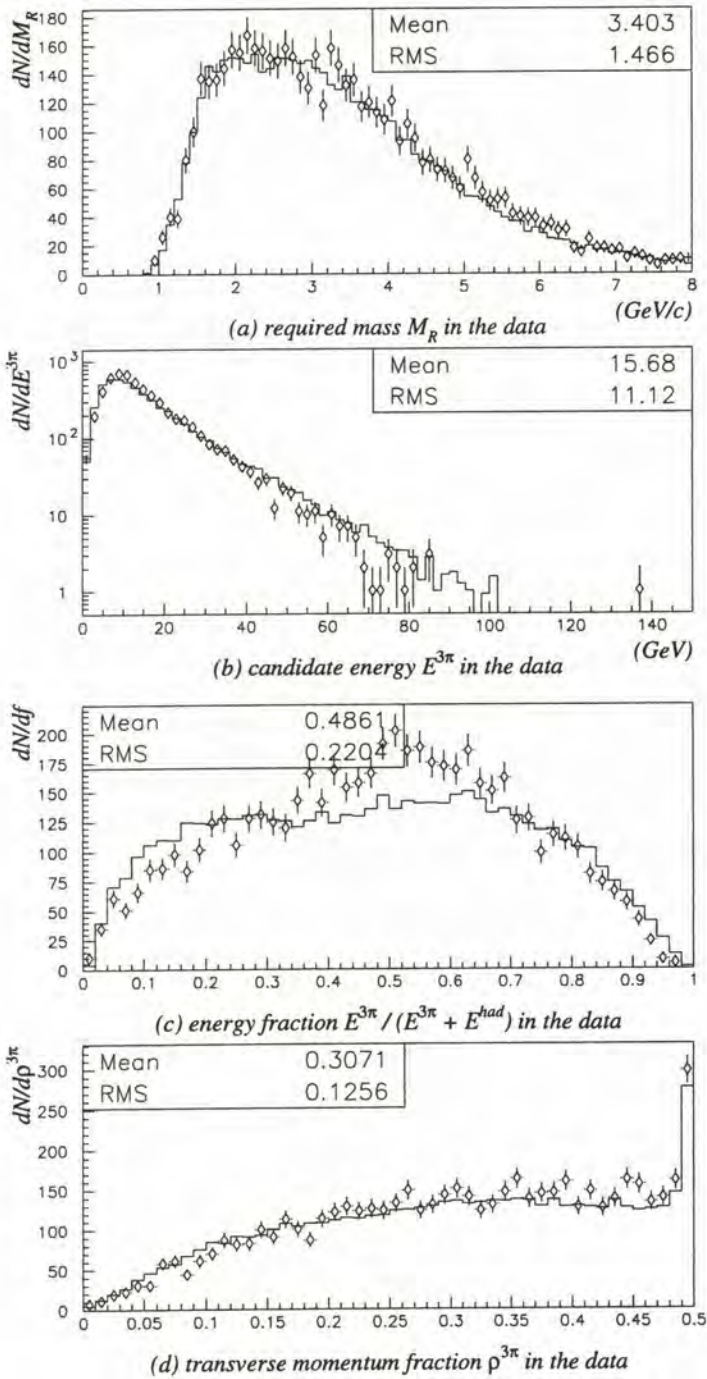 dN/dM_R
180
160
140
120
100
80
60
40
20
0
Mean 3.403
RMS 1.466
0 1 2 3 4 5 6 7 8
(GeV/c)
(a) required mass M_R in the data
dN/dE^3π
10^3
10^2
10
1
Mean 15.68
RMS 11.12
0 20 40 60 80 100 120 140
(GeV)
(b) candidate energy E^3π in the data
dN/df
200
175
150
125
100
75
50
25
0
Mean 0.4861
RMS 0.2204
0 0.1 0.2 0.3 0.4 0.5 0.6 0.7 0.8 0.9 1
(c) energy fraction E^3π / (E^3π + E^had) in the data
dN/dρ^3π
300
250
200
150
100
50
0
Mean 0.3071
RMS 0.1256
0 0.05 0.1 0.15 0.2 0.25 0.3 0.35 0.4 0.45 0.5
(d) transverse momentum fraction ρ^3π in the data